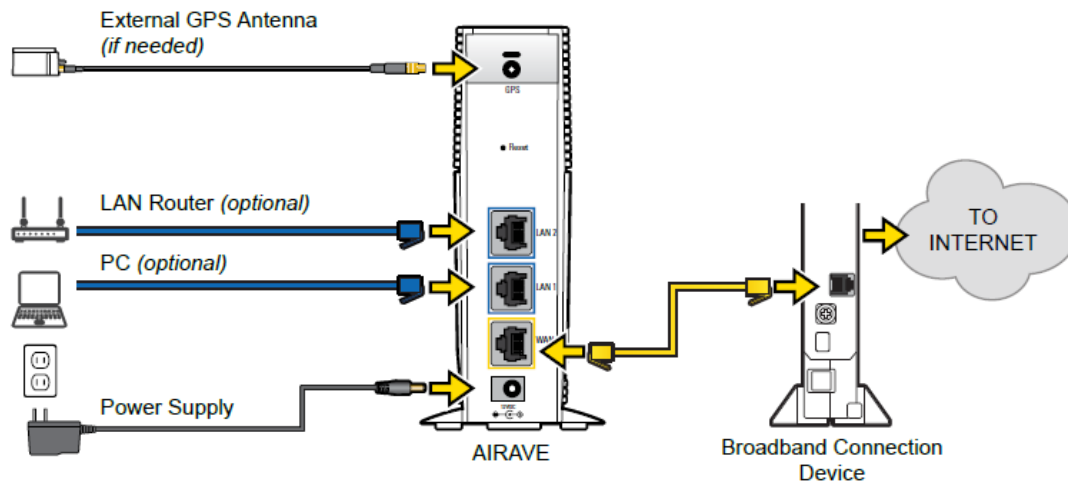 External GPS Antenna
(if needed)
GPS
Reset
LAN Router (optional)
LAN 2
PC (optional)
LAN 1
WAN
Power Supply
12VDC
AIRAVE
TO
INTERNET
Broadband Connection
Device